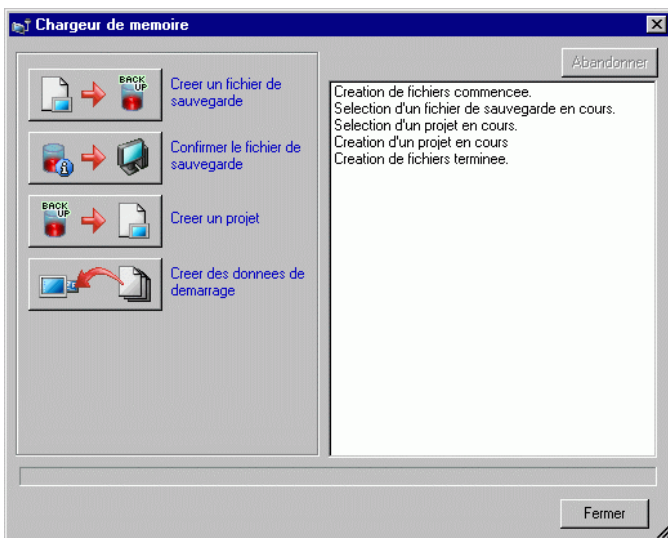 Chargeur de memoire
Abandonner
BACK
UP
Creer un fichier de
sauvegarde
Confirmer le fichier de
sauvegarde
BACK
UP
Creer un projet
Creer des donnees de
demarrage
Creation de fichiers commencee.
Selection d'un fichier de sauvegarde en cours.
Selection d'un projet en cours.
Creation d'un projet en cours
Creation de fichiers terminee.
Fermer